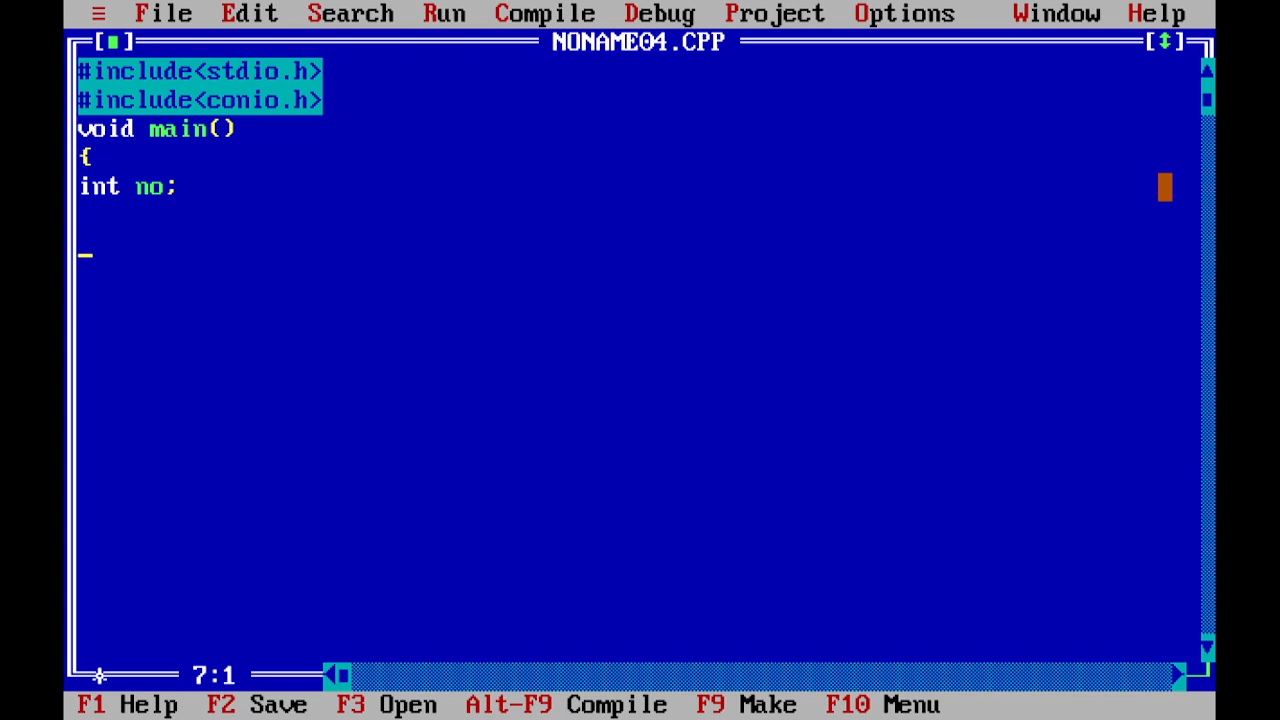 ≡ File Edit Search Run Compile Debug Project Options Window Help
[■] NONAME04.CPP [↕]
#include<stdio.h>
#include<conio.h>
void main()
{
int no;
7:1
F1 Help F2 Save F3 Open Alt-F9 Compile F9 Make F10 Menu